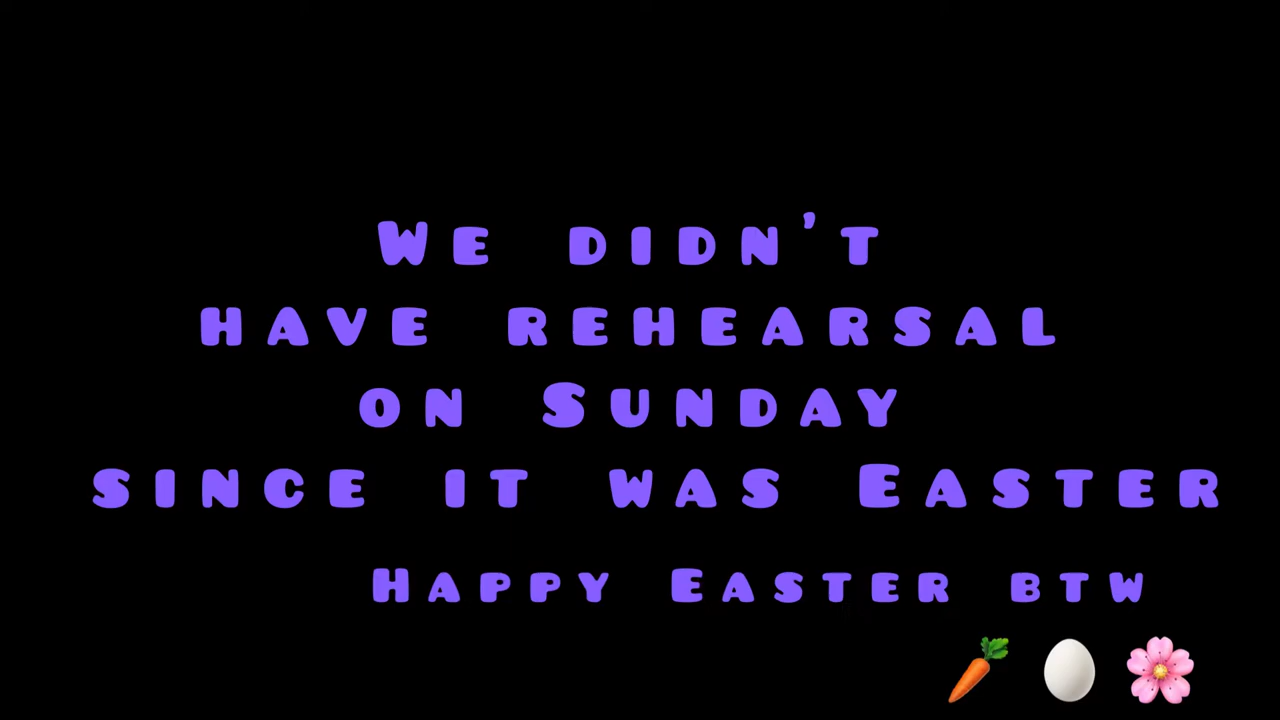 We didn't
have rehearsal
on Sunday
since it was Easter
Happy Easter btw
🥕 🥚 🌸